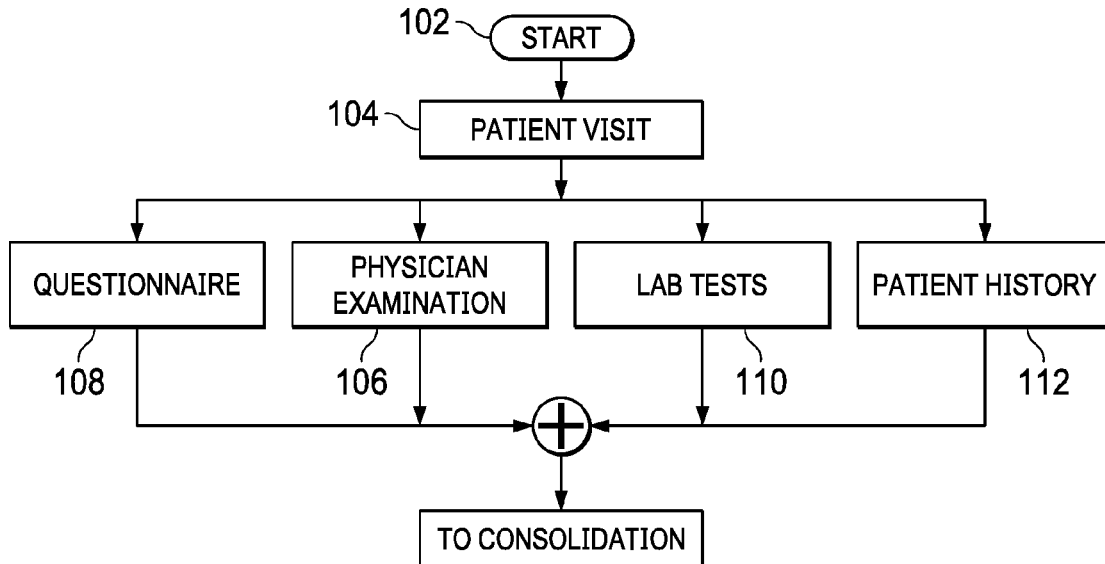 102
START
104
PATIENT VISIT
QUESTIONNAIRE
PHYSICIAN
EXAMINATION
LAB TESTS
PATIENT HISTORY
108
106
110
112
TO CONSOLIDATION